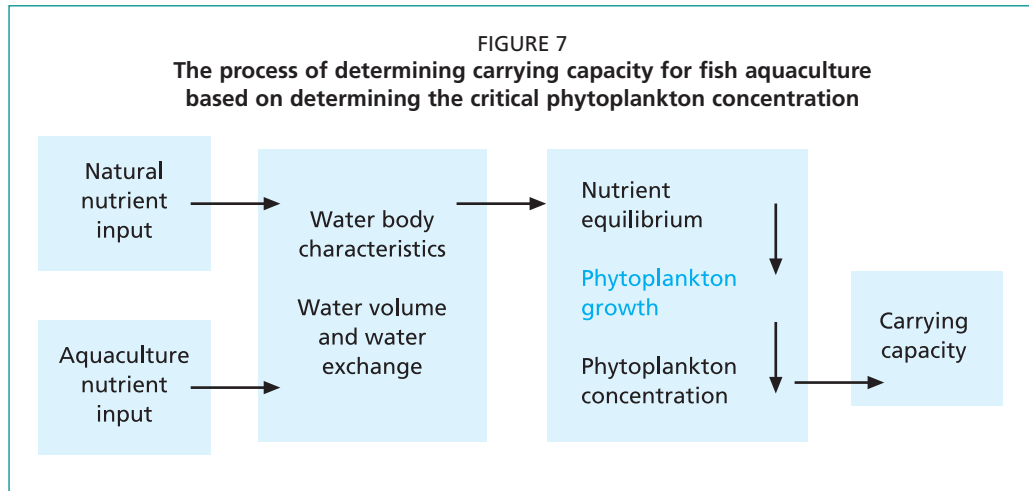 FIGURE 7
The process of determining carrying capacity for fish aquaculture
based on determining the critical phytoplankton concentration
Natural
nutrient
input
Aquaculture
nutrient
input
Water body
characteristics
Water volume
and water
exchange
Nutrient
equilibrium
Phytoplankton
growth
Phytoplankton
concentration
Carrying
capacity